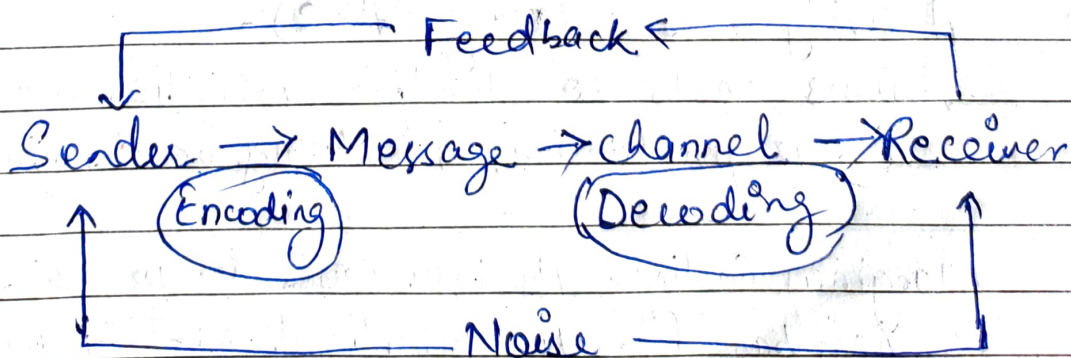 Feedback
Sender → Message → channel → Receiver
Encoding Decoding
Noise